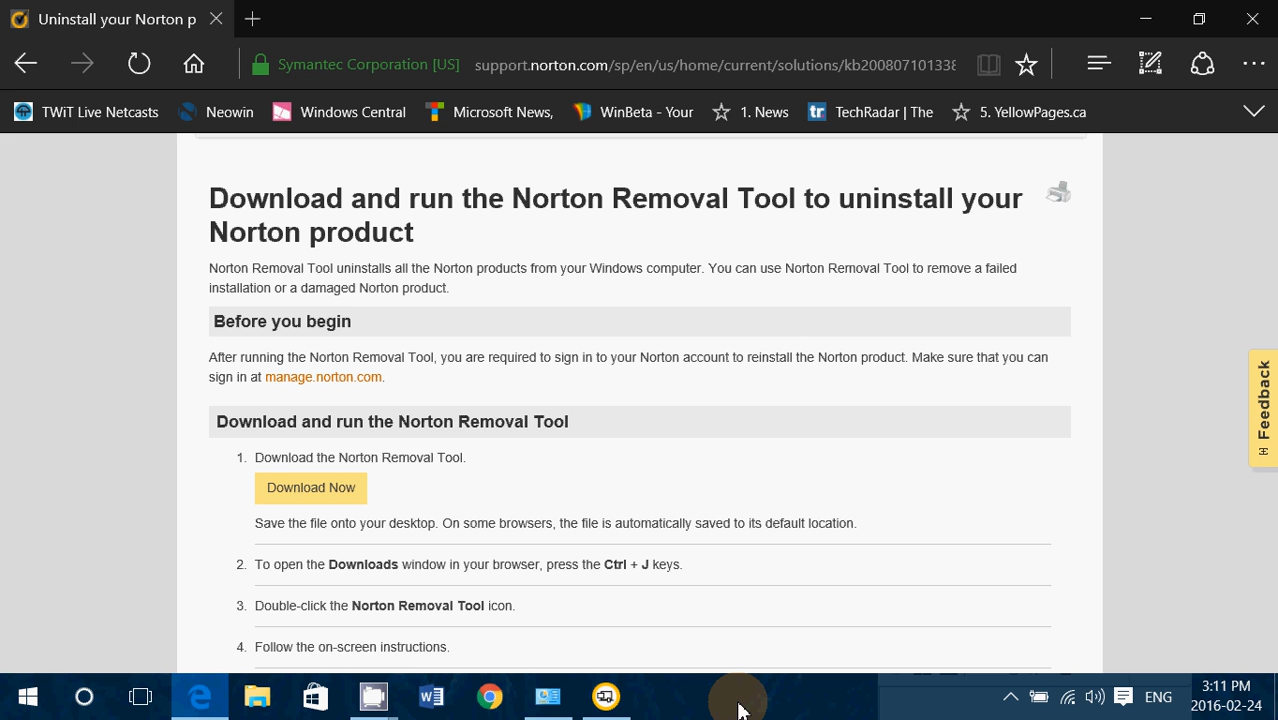 Uninstall your Norton p
Symantec Corporation [US] support.norton.com/sp/en/us/home/current/solutions/kb200807101338
TWiT Live Netcasts Neowin Windows Central Microsoft News, WinBeta - Your 1. News tr TechRadar | The 5. YellowPages.ca
Download and run the Norton Removal Tool to uninstall your
Norton product
Norton Removal Tool uninstalls all the Norton products from your Windows computer. You can use Norton Removal Tool to remove a failed
installation or a damaged Norton product.
Before you begin
After running the Norton Removal Tool, you are required to sign in to your Norton account to reinstall the Norton product. Make sure that you can
sign in at manage.norton.com.
Download and run the Norton Removal Tool
1. Download the Norton Removal Tool.
Download Now
Save the file onto your desktop. On some browsers, the file is automatically saved to its default location.
2. To open the Downloads window in your browser, press the Ctrl + J keys.
3. Double-click the Norton Removal Tool icon.
4. Follow the on-screen instructions.
Feedback
ENG
3:11 PM
2016-02-24